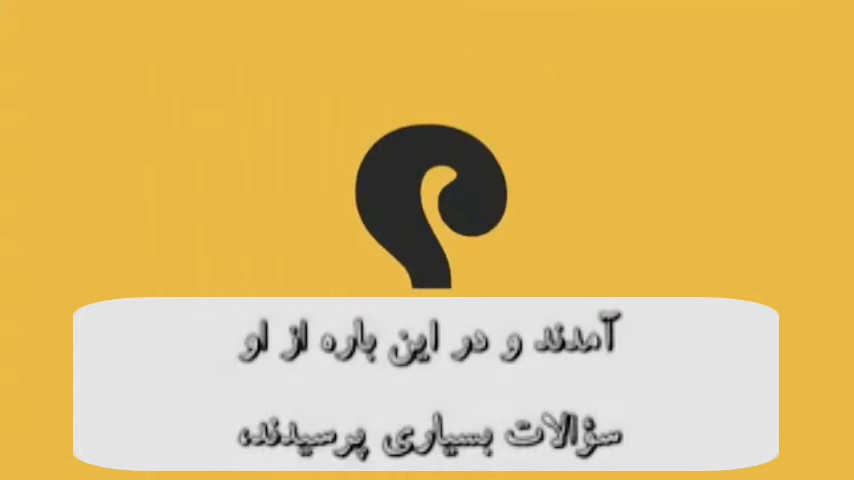 ؟
آمدند و در این باره از او
سؤالات بسیاری پرسیدند،